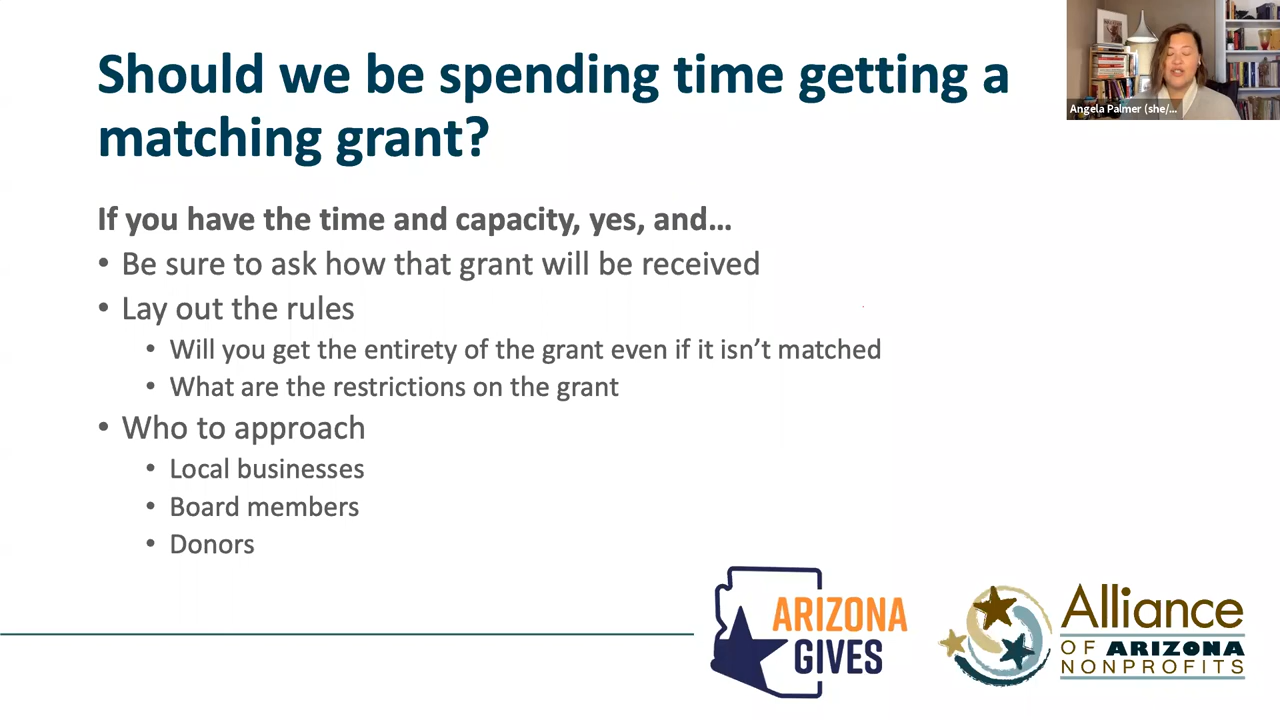 Should we be spending time getting a
matching grant?
Angela Palmer (she/...
If you have the time and capacity, yes, and...
• Be sure to ask how that grant will be received
• Lay out the rules
• Will you get the entirety of the grant even if it isn’t matched
• What are the restrictions on the grant
• Who to approach
• Local businesses
• Board members
• Donors
ARIZONA
GIVES
Alliance
OF ARIZONA
NONPROFITS